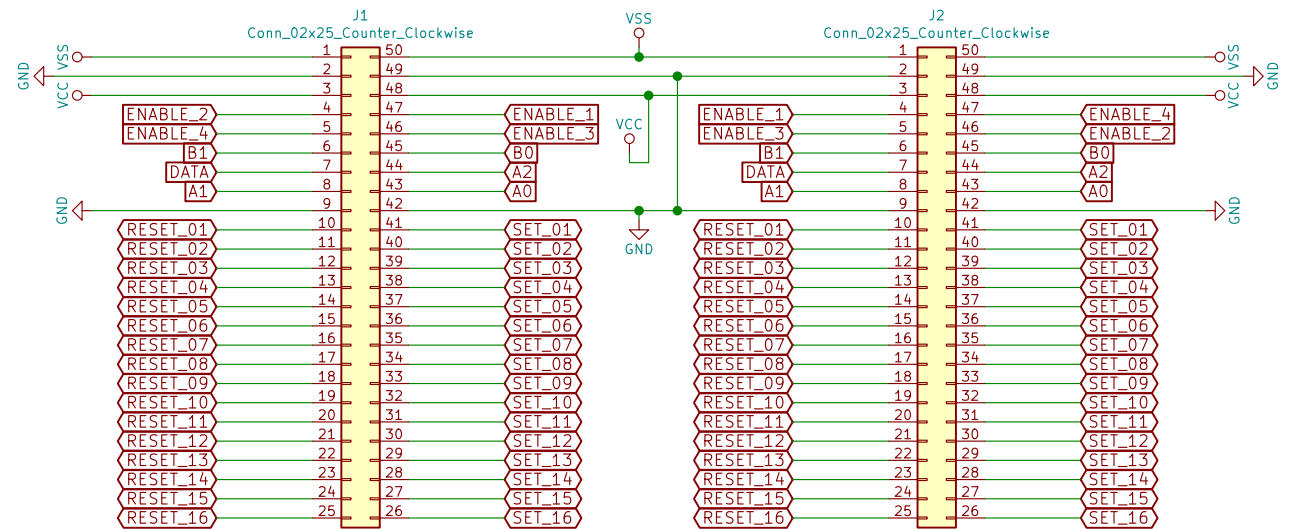 J1 J2
Conn_02x25_Counter_Clockwise VSS Conn_02x25_Counter_Clockwise
VSS 1 50 1 50 VSS
GND 2 49 2 49 GND
VCC 3 48 3 48 VCC
ENABLE_2 4 47 ENABLE_1 ENABLE_1 4 47 ENABLE_4
ENABLE_4 5 46 ENABLE_3 VCC ENABLE_3 5 46 ENABLE_2
B1 6 45 B0 B1 6 45 B0
DATA 7 44 A2 DATA 7 44 A2
A1 8 43 A0 A1 8 43 A0
GND 9 42 9 42 GND
RESET_01 10 41 SET_01 RESET_01 10 41 SET_01
RESET_02 11 40 SET_02 GND RESET_02 11 40 SET_02
RESET_03 12 39 SET_03 RESET_03 12 39 SET_03
RESET_04 13 38 SET_04 RESET_04 13 38 SET_04
RESET_05 14 37 SET_05 RESET_05 14 37 SET_05
RESET_06 15 36 SET_06 RESET_06 15 36 SET_06
RESET_07 16 35 SET_07 RESET_07 16 35 SET_07
RESET_08 17 34 SET_08 RESET_08 17 34 SET_08
RESET_09 18 33 SET_09 RESET_09 18 33 SET_09
RESET_10 19 32 SET_10 RESET_10 19 32 SET_10
RESET_11 20 31 SET_11 RESET_11 20 31 SET_11
RESET_12 21 30 SET_12 RESET_12 21 30 SET_12
RESET_13 22 29 SET_13 RESET_13 22 29 SET_13
RESET_14 23 28 SET_14 RESET_14 23 28 SET_14
RESET_15 24 27 SET_15 RESET_15 24 27 SET_15
RESET_16 25 26 SET_16 RESET_16 25 26 SET_16